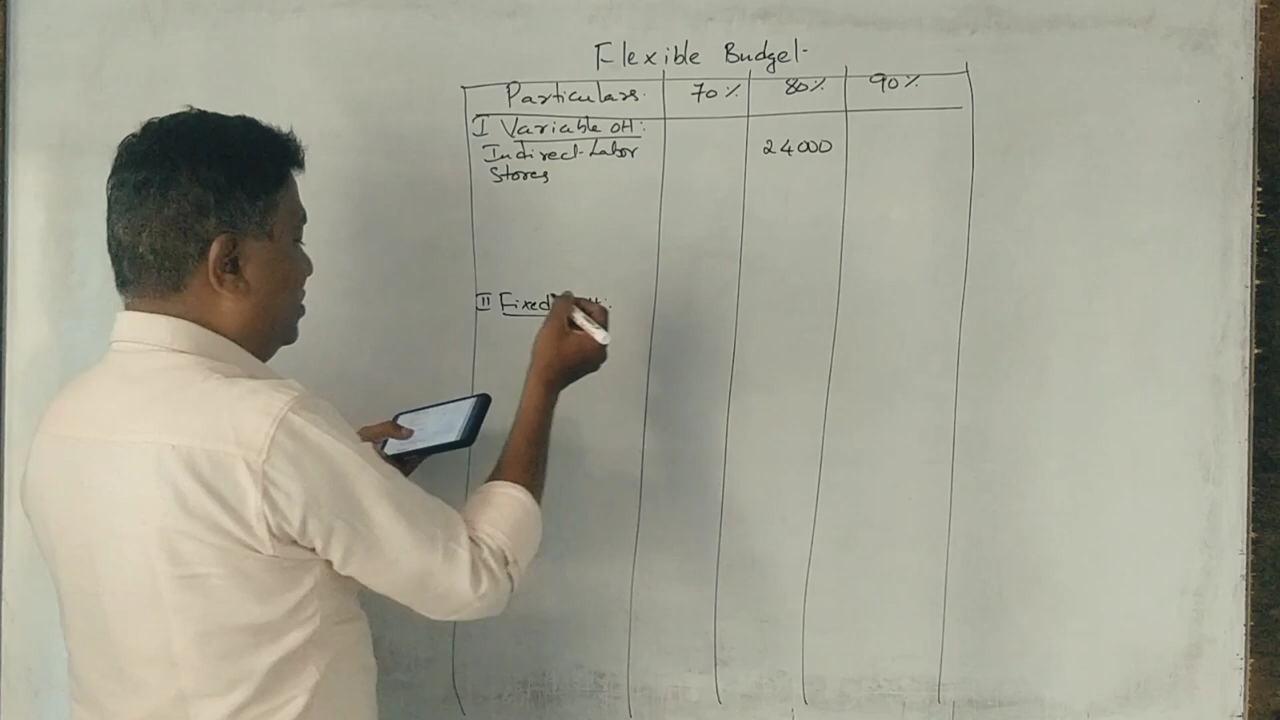 Flexible Budget
Particulars. 70% 80% 90%
I Variable OH:
Indirect Labor 24000
Stores
II Fixed